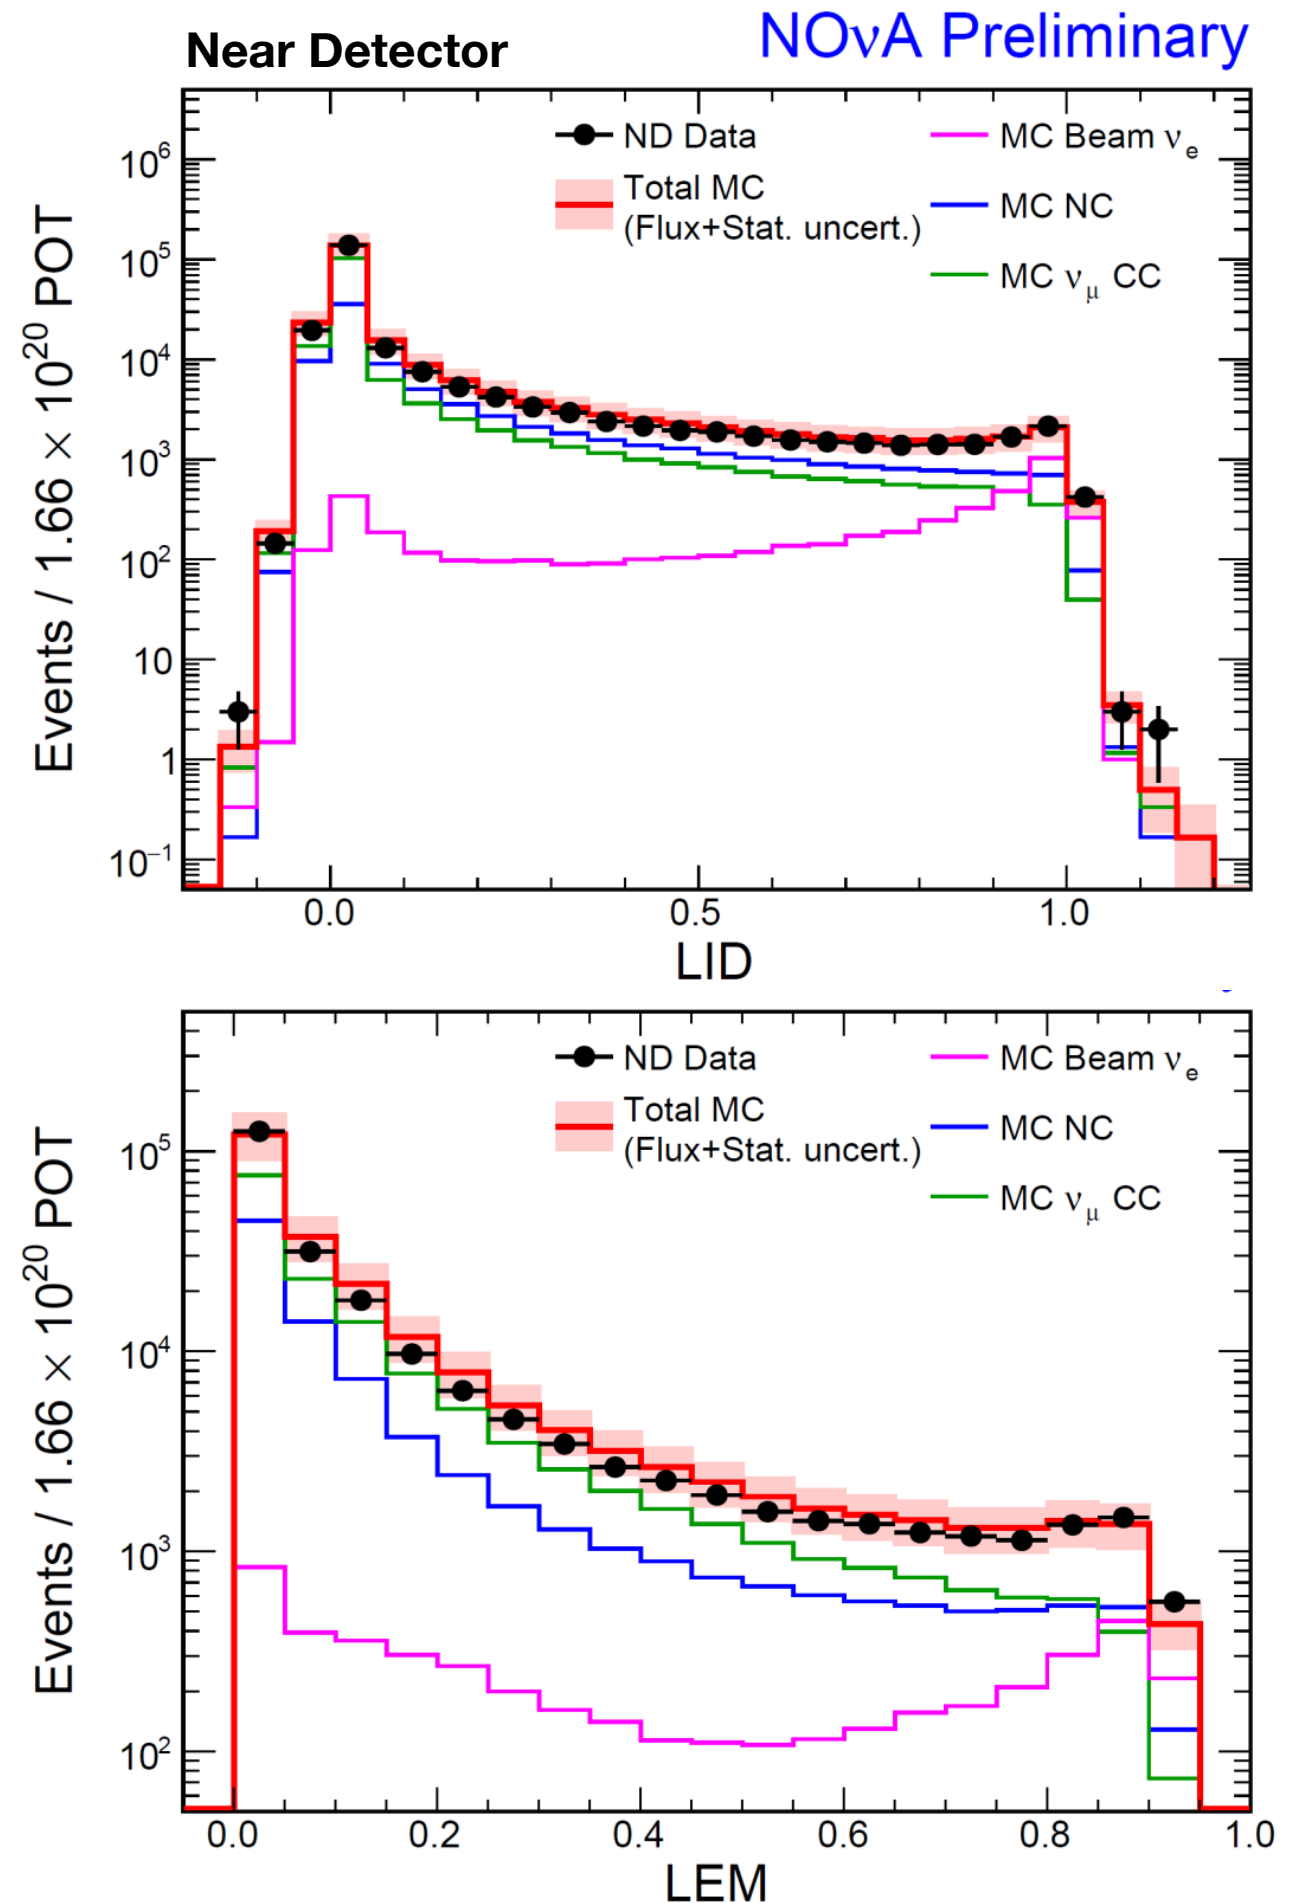 Near Detector
NOνA Preliminary
ND Data
Total MC
(Flux+Stat. uncert.)
MC Beam νₑ
MC NC
MC ν_μ CC
Events / 1.66 × 10²⁰ POT
10⁶
10⁵
10⁴
10³
10²
10
1
10⁻¹
0.0 0.5 1.0
LID
ND Data
Total MC
(Flux+Stat. uncert.)
MC Beam νₑ
MC NC
MC ν_μ CC
Events / 1.66 × 10²⁰ POT
10⁵
10⁴
10³
10²
0.0 0.2 0.4 0.6 0.8 1.0
LEM